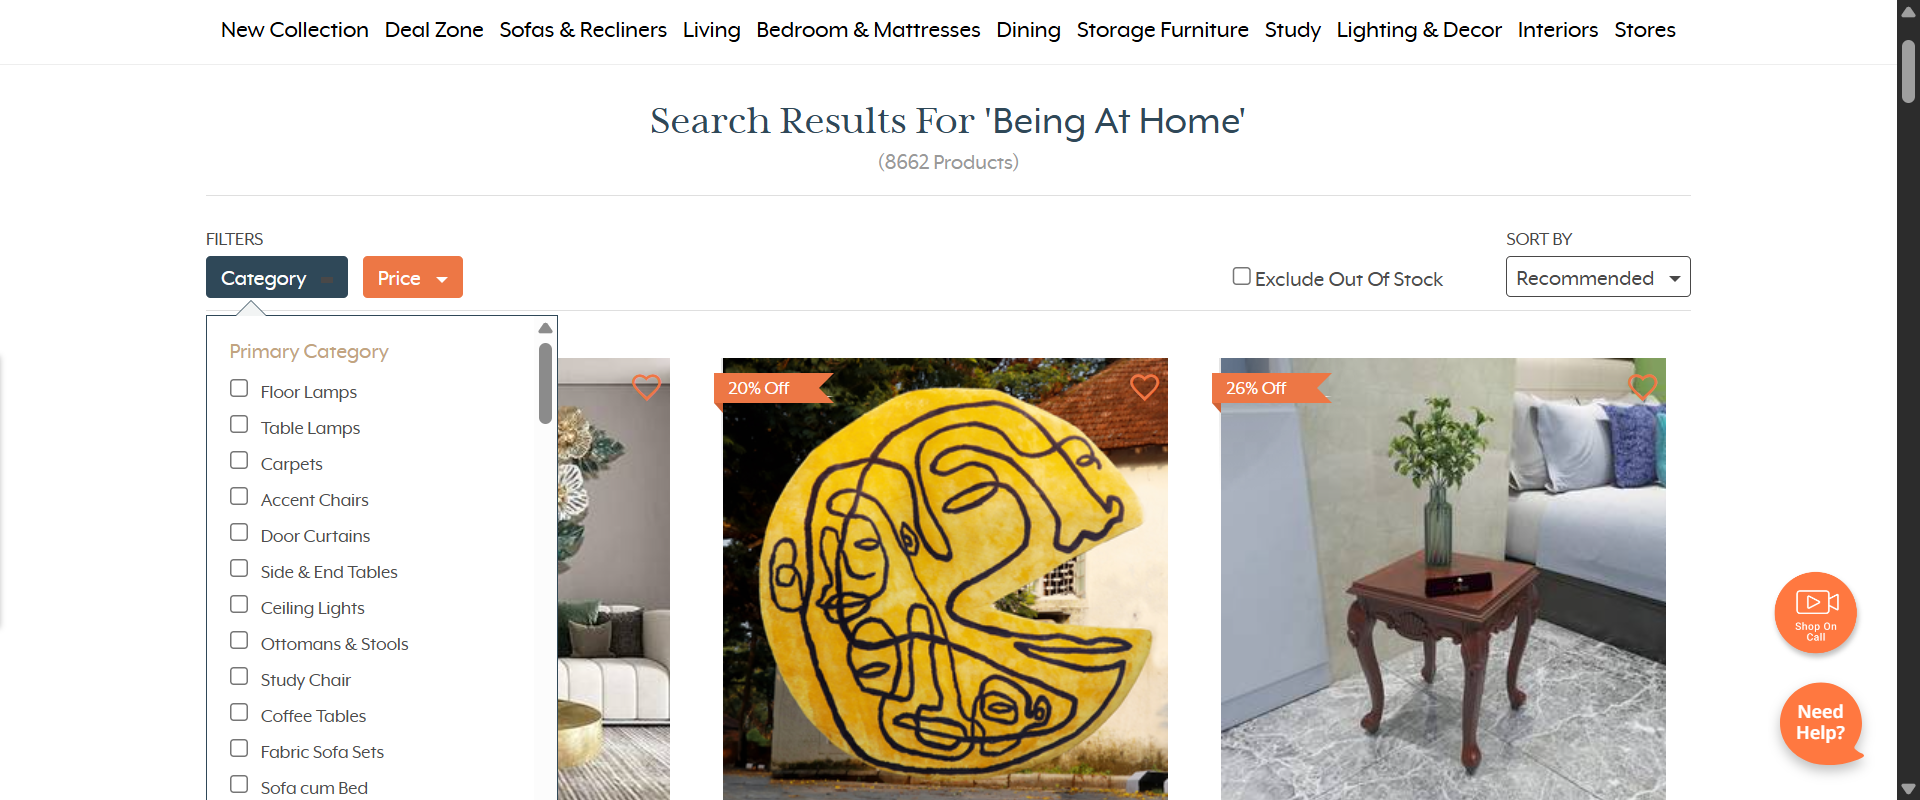 New Collection Deal Zone Sofas & Recliners Living Bedroom & Mattresses Dining Storage Furniture Study Lighting & Decor Interiors Stores
Search Results For 'Being At Home'
(8662 Products)
FILTERS
SORT BY
Category
Price
Exclude Out Of Stock
Recommended
Primary Category
Floor Lamps
Table Lamps
Carpets
Accent Chairs
Door Curtains
Side & End Tables
Ceiling Lights
Ottomans & Stools
Study Chair
Coffee Tables
Fabric Sofa Sets
Sofa cum Bed
20% Off
26% Off
Shop On
Call
Need
Help?